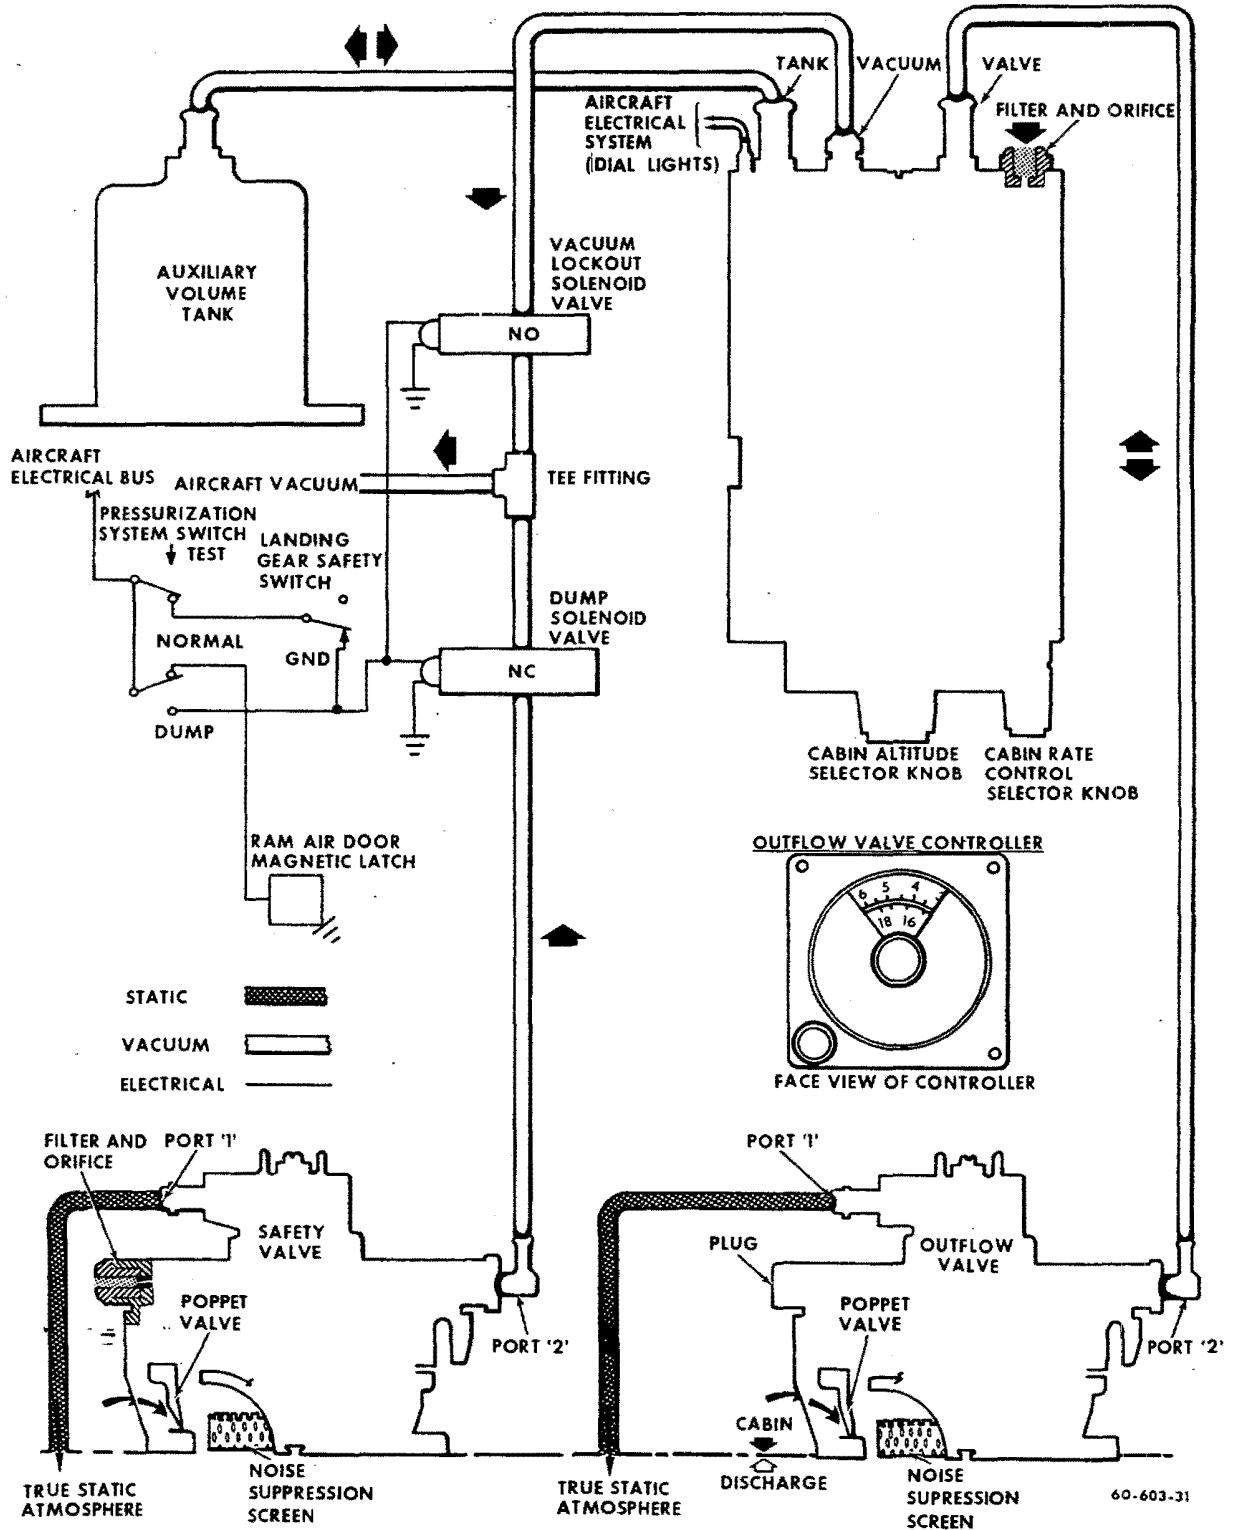 TANK
VACUUM
VALVE
AIRCRAFT
ELECTRICAL
SYSTEM
(DIAL LIGHTS)
FILTER AND ORIFICE
AUXILIARY
VOLUME
TANK
VACUUM
LOCKOUT
SOLENOID
VALVE
NO
AIRCRAFT
ELECTRICAL BUS
AIRCRAFT VACUUM
TEE FITTING
PRESSURIZATION
SYSTEM SWITCH
TEST
LANDING
GEAR SAFETY
SWITCH
NORMAL
GND
DUMP
DUMP
SOLENOID
VALVE
NC
CABIN ALTITUDE
SELECTOR KNOB
CABIN RATE
CONTROL
SELECTOR KNOB
RAM AIR DOOR
MAGNETIC LATCH
OUTFLOW VALVE CONTROLLER
6 5 4
18 16
FACE VIEW OF CONTROLLER
STATIC
VACUUM
ELECTRICAL
FILTER AND
ORIFICE
PORT '1'
SAFETY
VALVE
POPPET
VALVE
PORT '2'
NOISE
SUPPRESSION
SCREEN
TRUE STATIC
ATMOSPHERE
PORT '1'
PLUG
OUTFLOW
VALVE
POPPET
VALVE
PORT '2'
CABIN
DISCHARGE
NOISE
SUPRESSION
SCREEN
TRUE STATIC
ATMOSPHERE
60-603-31